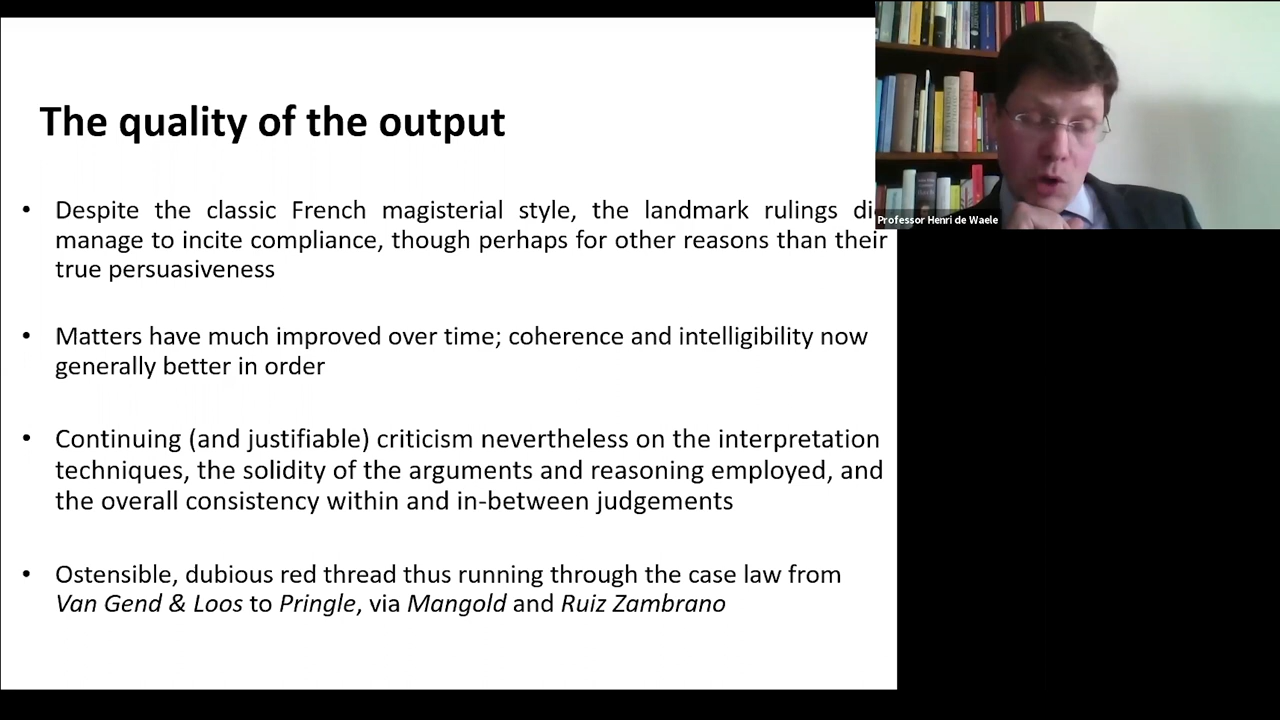 The quality of the output
• Despite the classic French magisterial style, the landmark rulings di
manage to incite compliance, though perhaps for other reasons than their
true persuasiveness
• Matters have much improved over time; coherence and intelligibility now
generally better in order
• Continuing (and justifiable) criticism nevertheless on the interpretation
techniques, the solidity of the arguments and reasoning employed, and
the overall consistency within and in-between judgements
• Ostensible, dubious red thread thus running through the case law from
Van Gend & Loos to Pringle, via Mangold and Ruiz Zambrano
Professor Henri de Waele